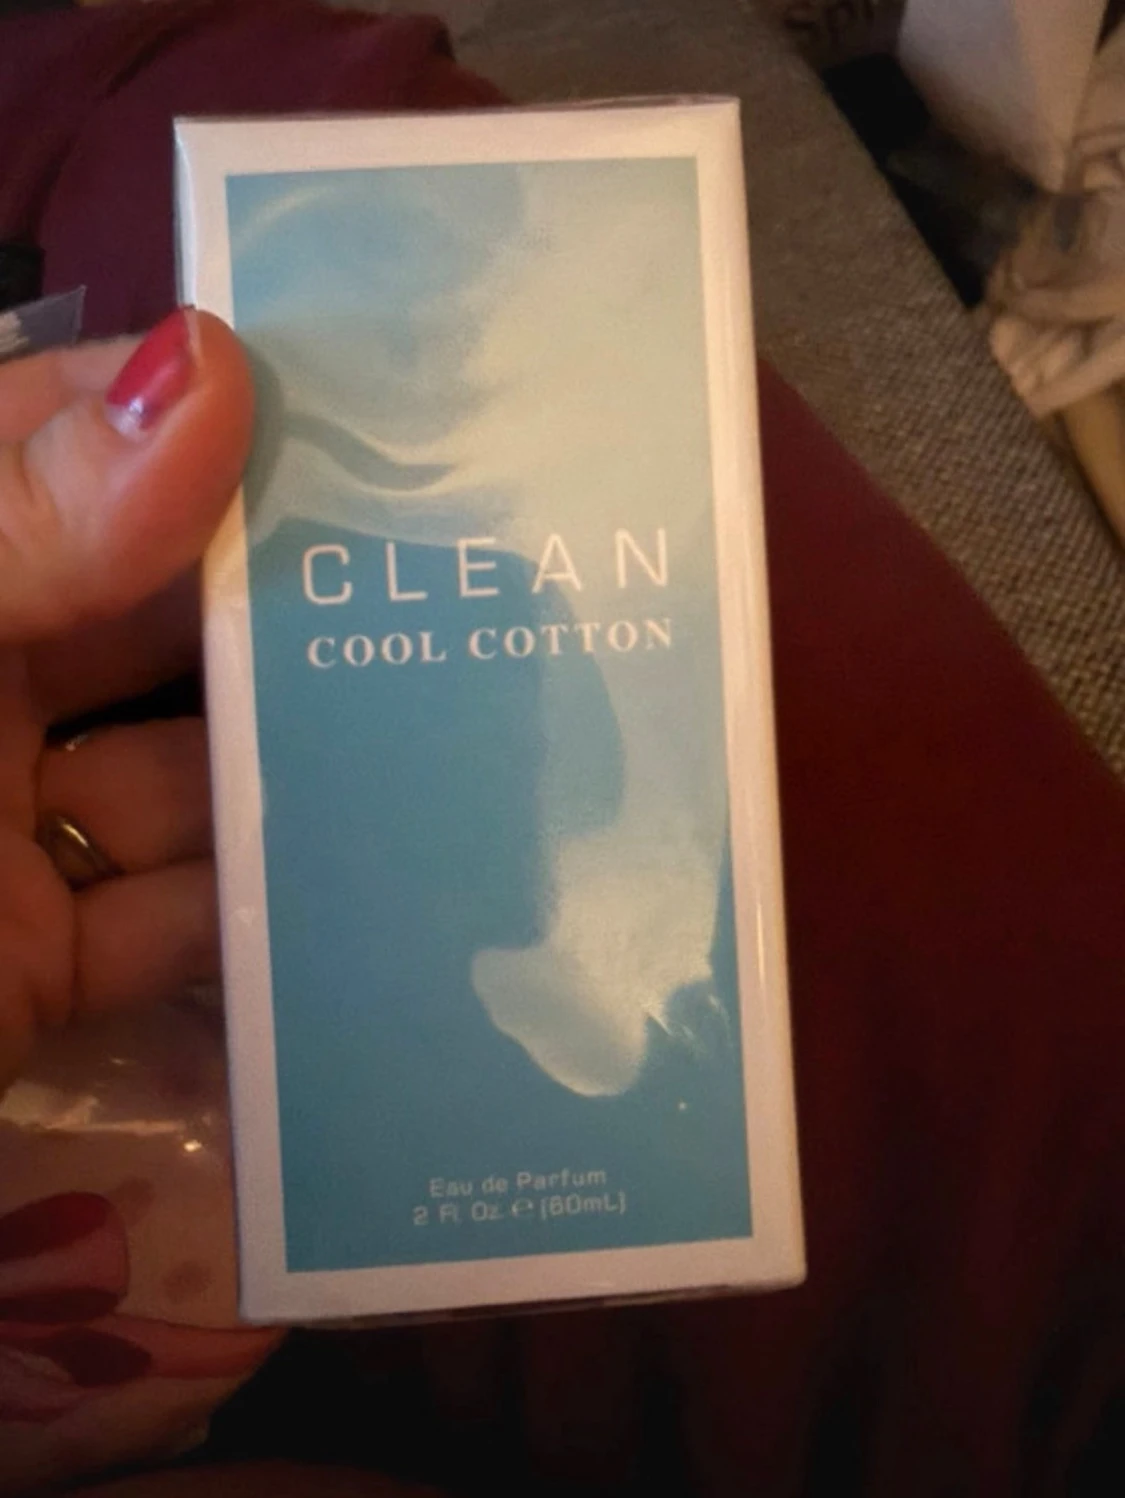 CLEAN
COOL COTTON
Eau de Parfum
2 Fl Oz ℮ (60mL)